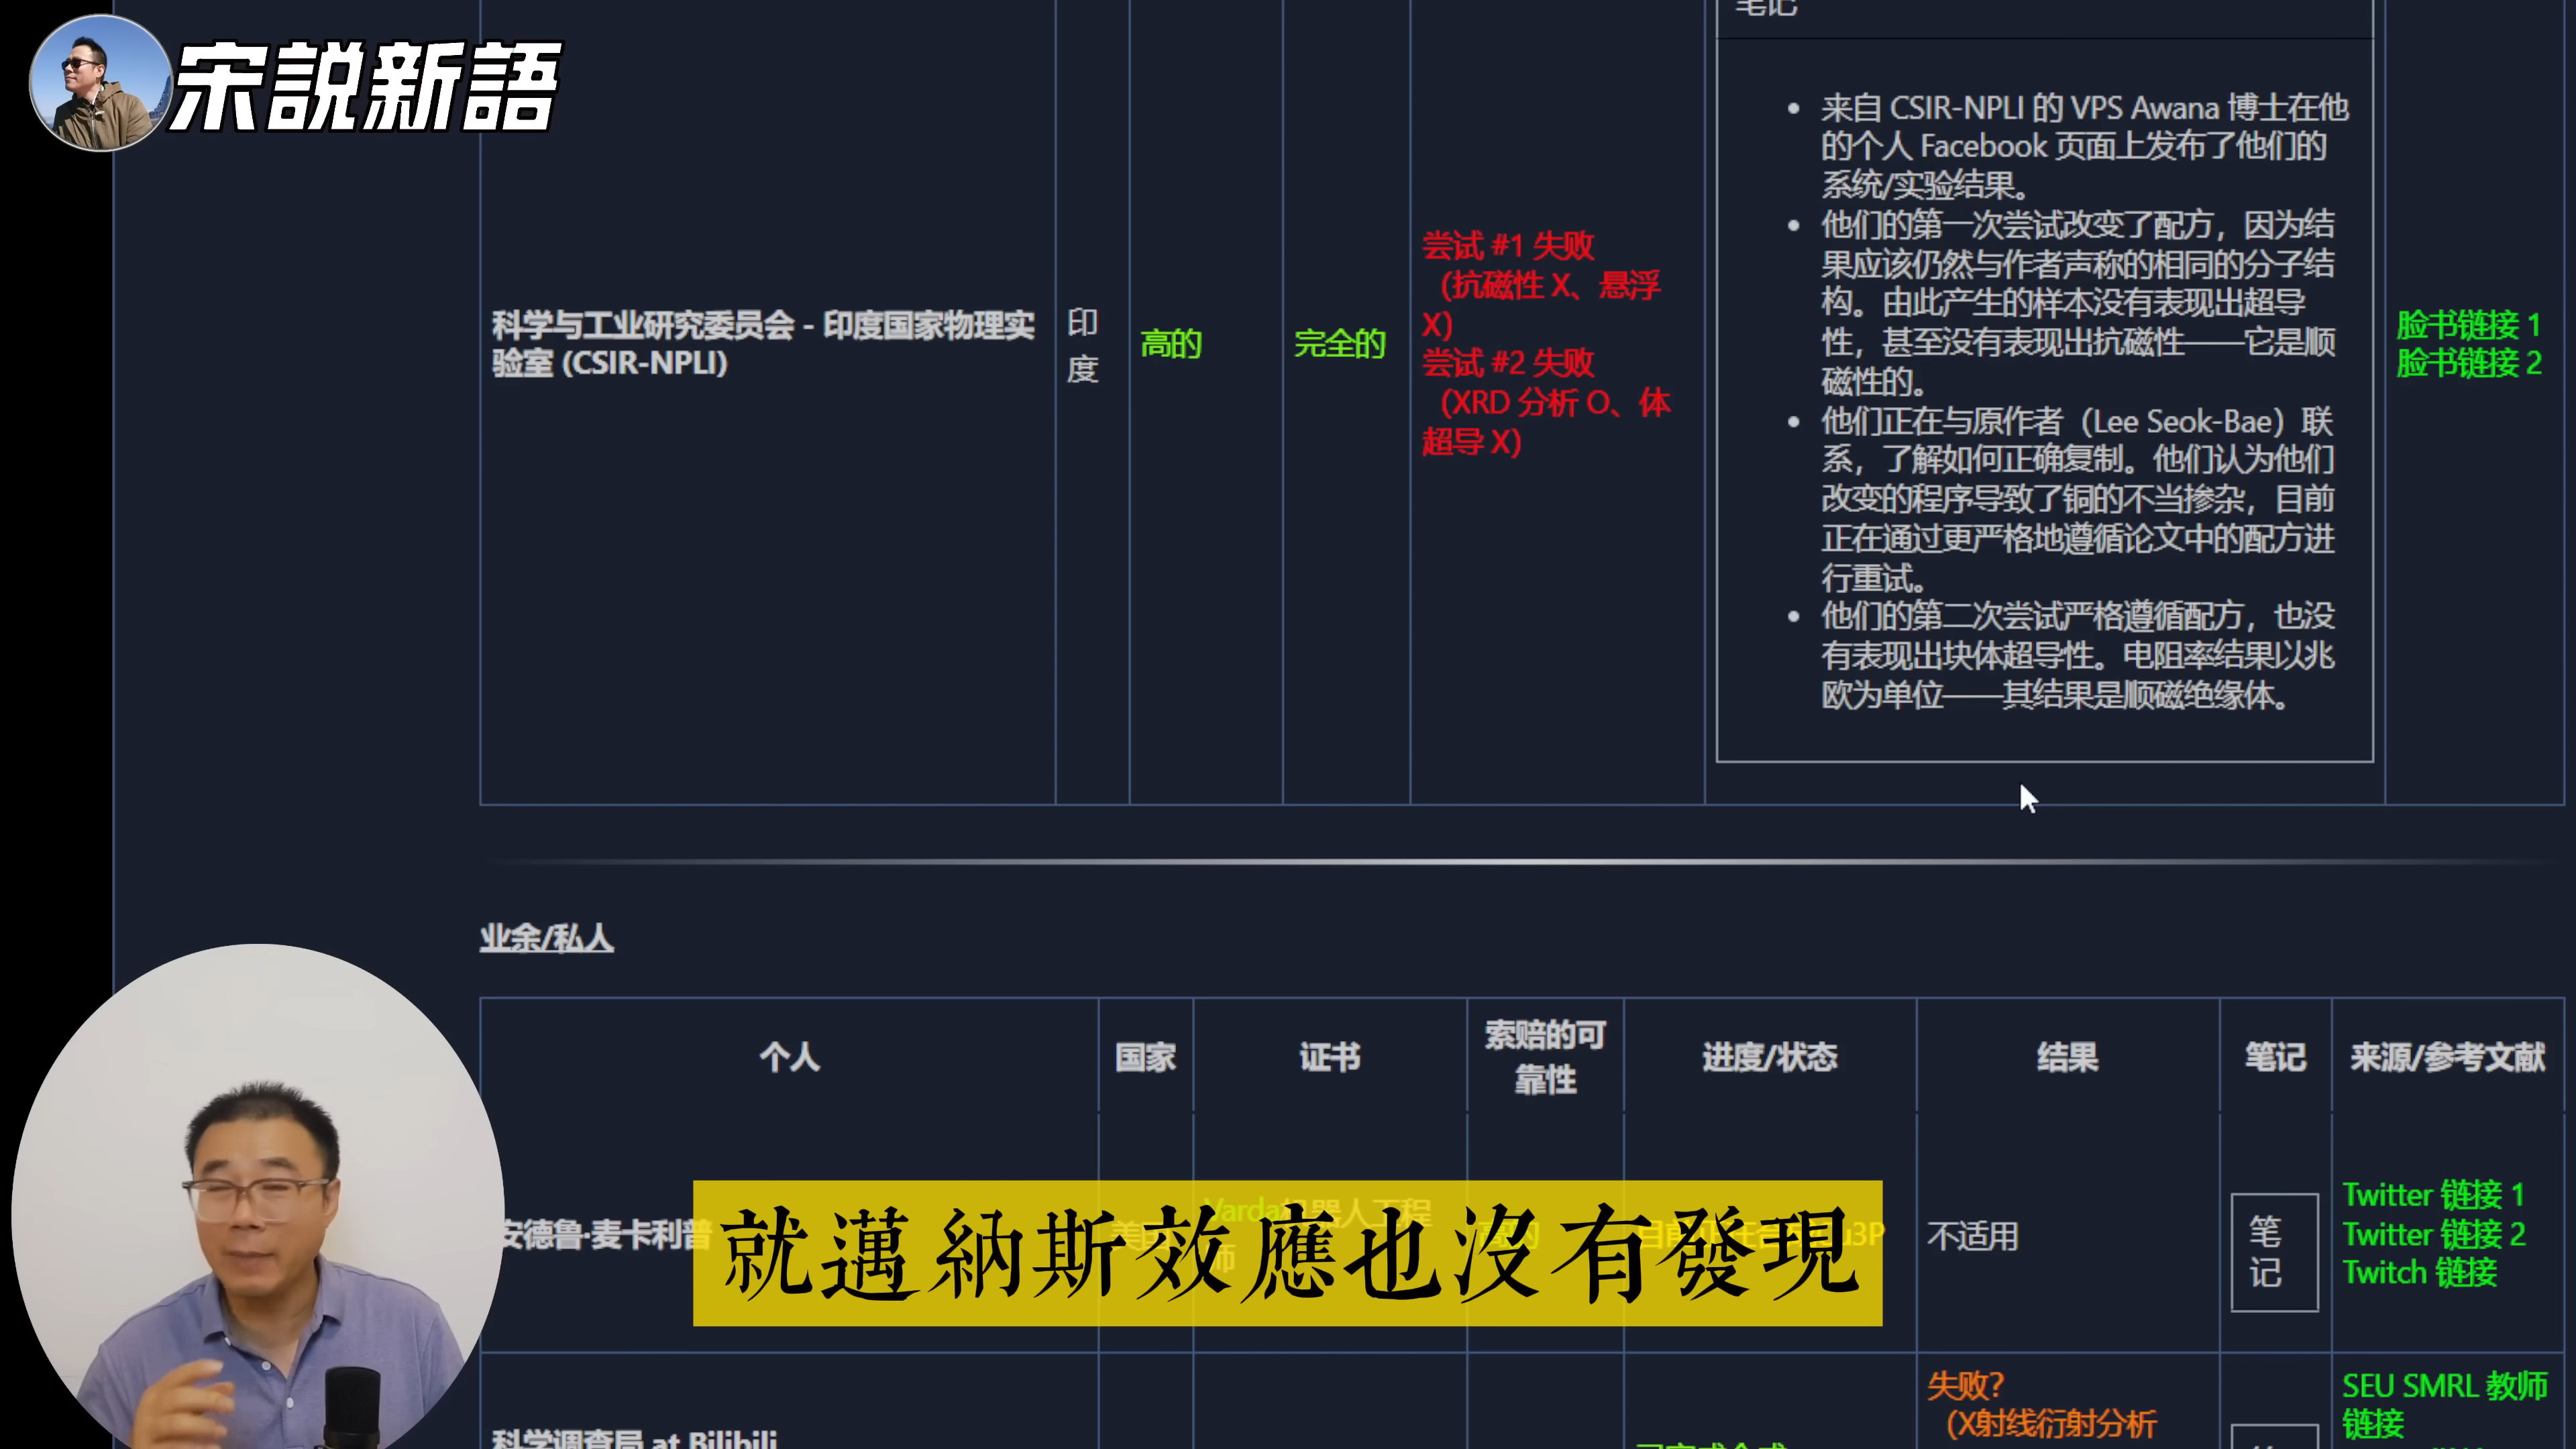 宋説新語
笔记
来自 CSIR-NPLI 的 VPS Awana 博士在他
的个人 Facebook 页面上发布了他们的
系统/实验结果。
他们的第一次尝试改变了配方，因为结
果应该仍然与作者声称的相同的分子结
构。由此产生的样本没有表现出超导
性，甚至没有表现出抗磁性——它是顺
磁性的。
他们正在与原作者（Lee Seok-Bae）联
系，了解如何正确复制。他们认为他们
改变的程序导致了铜的不当掺杂，目前
正在通过更严格地遵循论文中的配方进
行重试。
他们的第二次尝试严格遵循配方，也没
有表现出块体超导性。电阻率结果以兆
欧为单位——其结果是顺磁绝缘体。
科学与工业研究委员会 - 印度国家物理实
验室 (CSIR-NPLI)
印
度
高的
完全的
尝试 #1 失败
（抗磁性 X、悬浮
X）
尝试 #2 失败
（XRD 分析 O、体
超导 X）
脸书链接 1
脸书链接 2
业余/私人
个人
国家
证书
索赔的可
靠性
进度/状态
结果
笔记
来源/参考文献
安德鲁·麦卡利普
美国
Varda机器人工程
师
不适用
笔
记
Twitter 链接 1
Twitter 链接 2
Twitch 链接
就邁納斯效應也沒有發現
科学调查局 at Bilibili
失败？
（X射线衍射分析
SEU SMRL 教师
链接